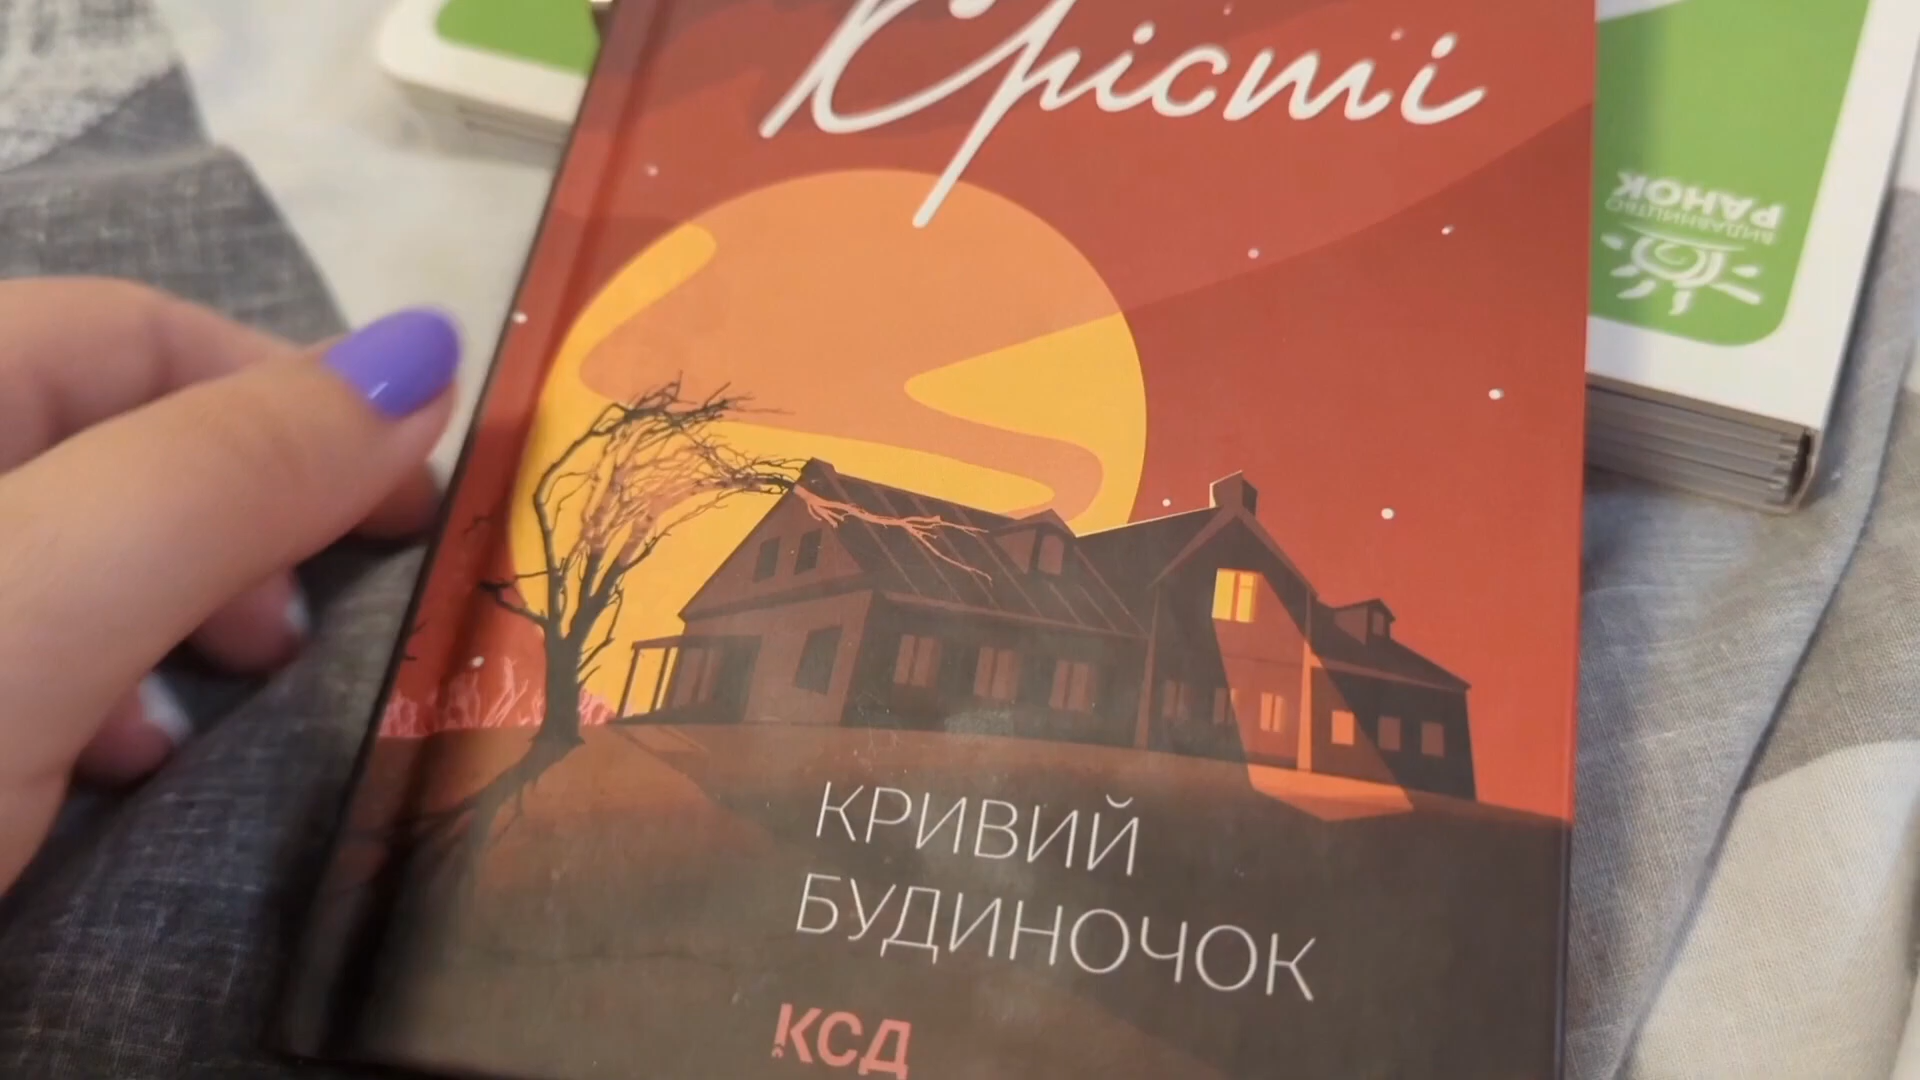 Крісті
КРИВИЙ
БУДИНОЧОК
КСД
ВИДАВНИЦТВО
РАНОК